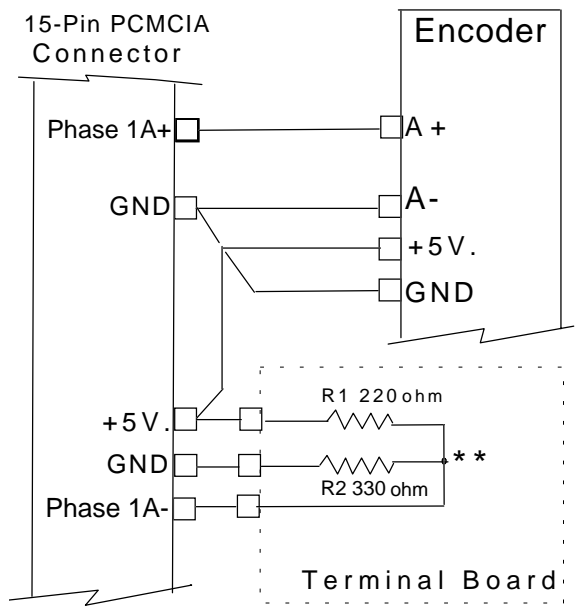 15-Pin PCMCIA
Connector
Encoder
Phase 1A+
A+
GND
A-
+5V.
GND
R1 220 ohm
+5V.
**
GND
R2 330 ohm
Phase 1A-
Terminal Board